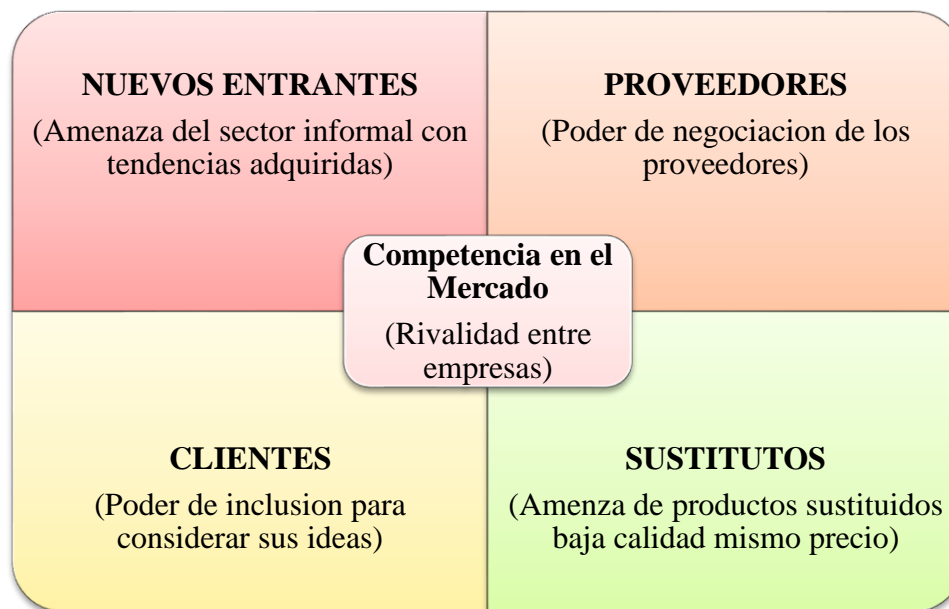 NUEVOS ENTRANTES
(Amenaza del sector informal con
tendencias adquiridas)
PROVEEDORES
(Poder de negociacion de los
proveedores)
Competencia en el
Mercado
(Rivalidad entre
empresas)
CLIENTES
(Poder de inclusion para
considerar sus ideas)
SUSTITUTOS
(Amenza de productos sustituidos
baja calidad mismo precio)